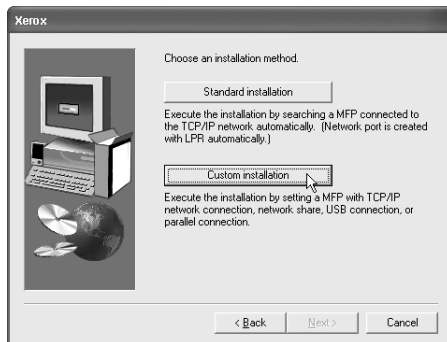 Xerox
Choose an installation method.
Standard installation
Execute the installation by searching a MFP connected to
the TCP/IP network automatically. (Network port is created
with LPR automatically.)
Custom installation
Execute the installation by setting a MFP with TCP/IP
network connection, network share, USB connection, or
parallel connection.
< Back Next > Cancel